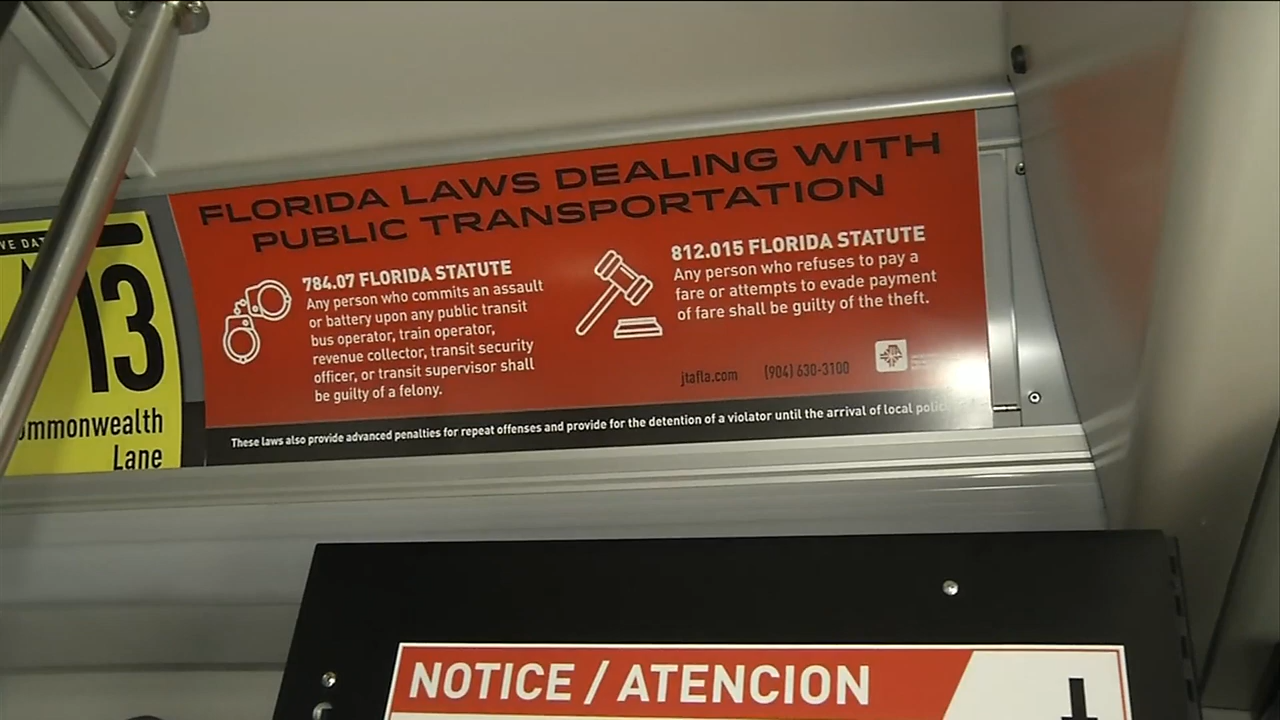 FLORIDA LAWS DEALING WITH
PUBLIC TRANSPORTATION
784.07 FLORIDA STATUTE
Any person who commits an assault
or battery upon any public transit
bus operator, train operator,
revenue collector, transit security
officer, or transit supervisor shall
be guilty of a felony.
812.015 FLORIDA STATUTE
Any person who refuses to pay a
fare or attempts to evade payment
of fare shall be guilty of the theft.
jtafla.com (904) 630-3100
These laws also provide advanced penalties for repeat offenses and provide for the detention of a violator until the arrival of local
13
Lane
NOTICE / ATENCION